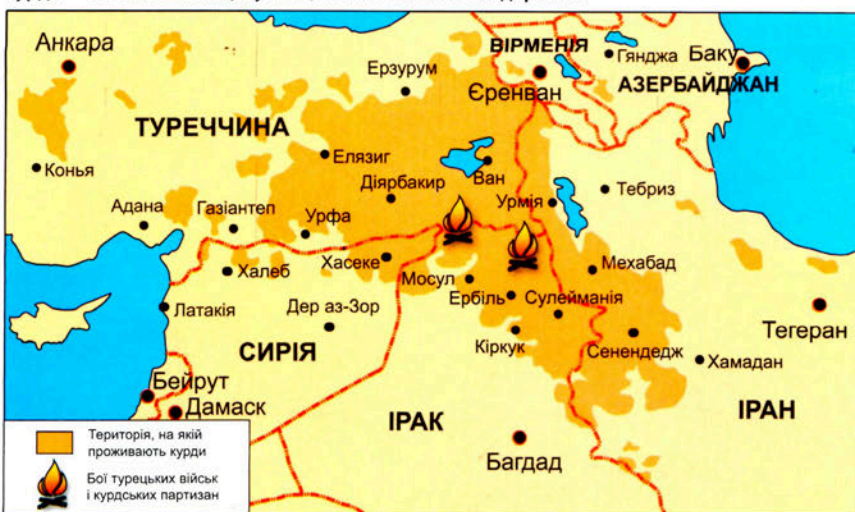 Анкара
ВІРМЕНІЯ
Гянджа
Баку
Ерзурум
Єренван
АЗЕРБАЙДЖАН
ТУРЕЧЧИНА
Елязиг
Ван
Конья
Діярбакир
Тебриз
Урмія
Адана
Газіантеп
Урфа
Хасеке
Мехабад
Халеб
Мосул
Ербіль
Сулейманія
Латакія
Дер аз-Зор
Тегеран
Кіркук
Сенендедж
Хамадан
СИРІЯ
Бейрут
Дамаск
ІРАК
ІРАН
Багдад
Територія, на якій
проживають курди
Бої турецьких військ
і курдських партизан